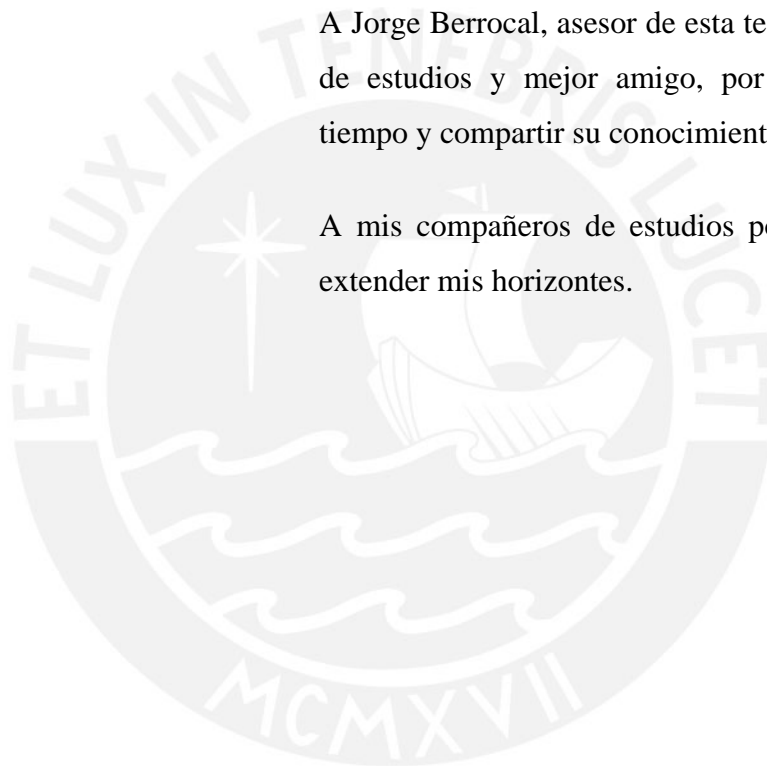 A Jorge Berrocal, asesor de esta te
de estudios y mejor amigo, por
tiempo y compartir su conocimient
A mis compañeros de estudios p
extender mis horizontes.
ET LUX IN TENEBRIS LUCET
MCMXVII